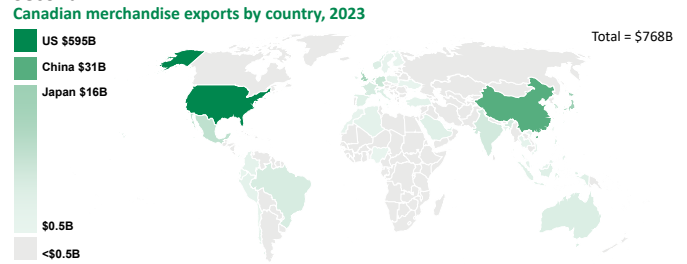 Canadian merchandise exports by country, 2023
Total = $768B
US $595B
China $31B
Japan $16B
$0.5B
<$0.5B